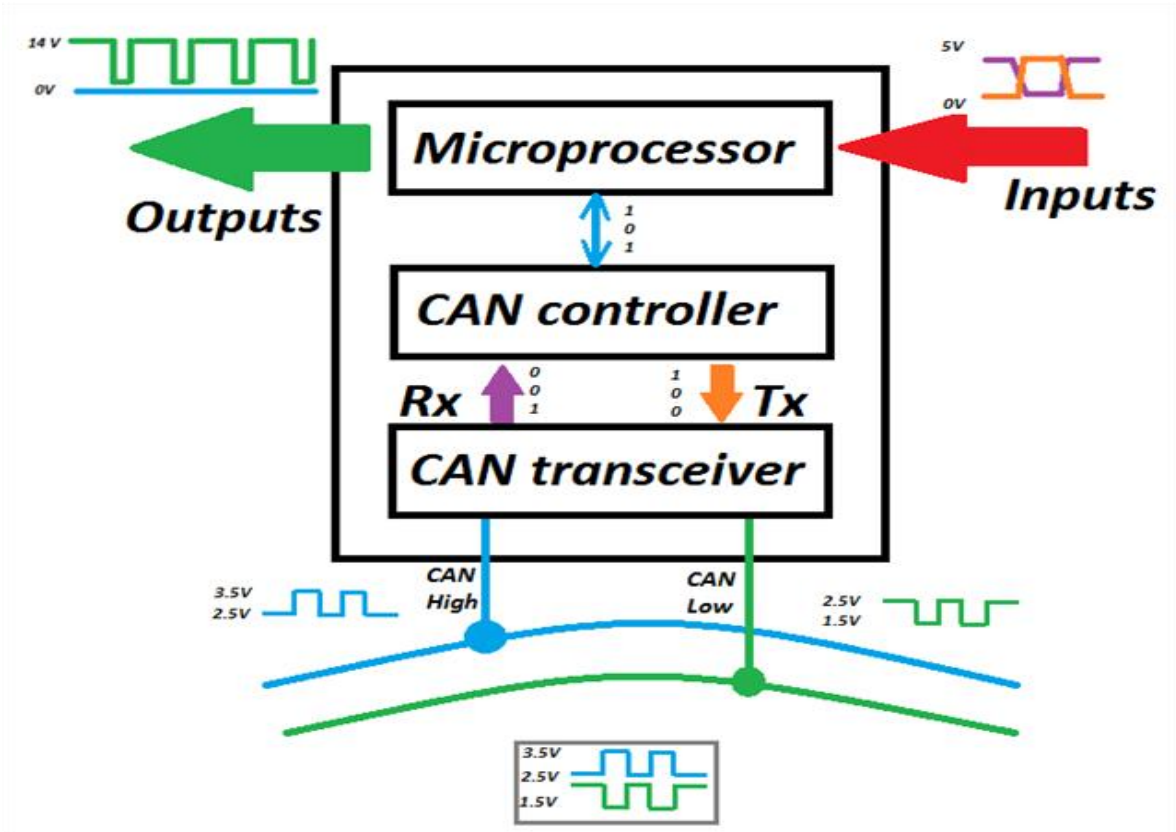 14 V
0V
5V
0V
Microprocessor
Outputs
Inputs
1
0
1
CAN controller
Rx
0
0
1
1
0
0
Tx
CAN transceiver
3.5V
2.5V
CAN
High
CAN
Low
2.5V
1.5V
3.5V
2.5V
1.5V